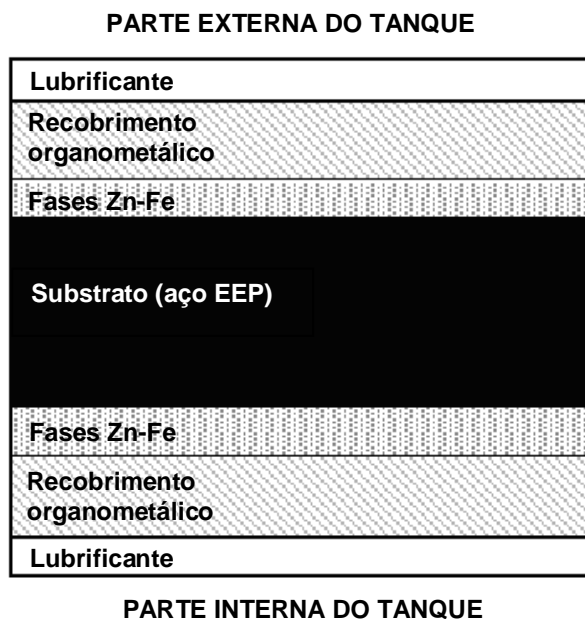 PARTE EXTERNA DO TANQUE
Lubrificante
Recobrimento
organometálico
Fases Zn-Fe
Substrato (aço EEP)
Fases Zn-Fe
Recobrimento
organometálico
Lubrificante
PARTE INTERNA DO TANQUE